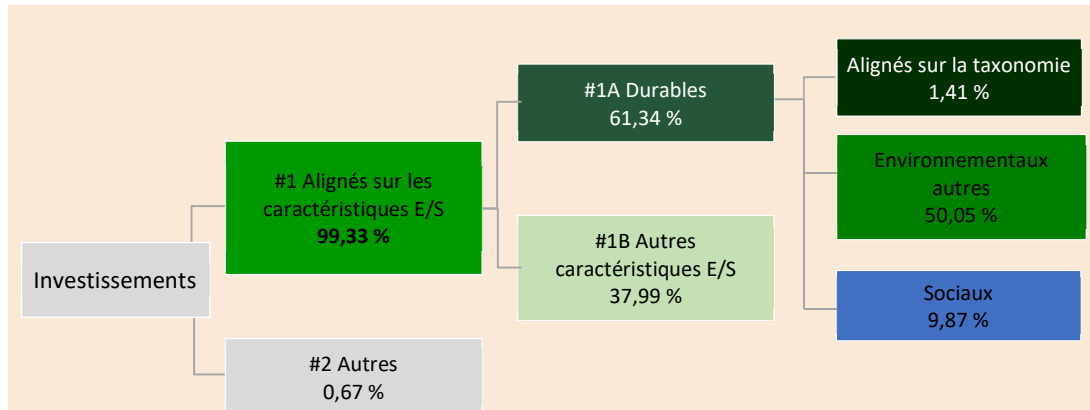 Investissements
#1 Alignés sur les
caractéristiques E/S
99,33 %
#2 Autres
0,67 %
#1A Durables
61,34 %
#1B Autres
caractéristiques E/S
37,99 %
Alignés sur la taxonomie
1,41 %
Environnementaux
autres
50,05 %
Sociaux
9,87 %